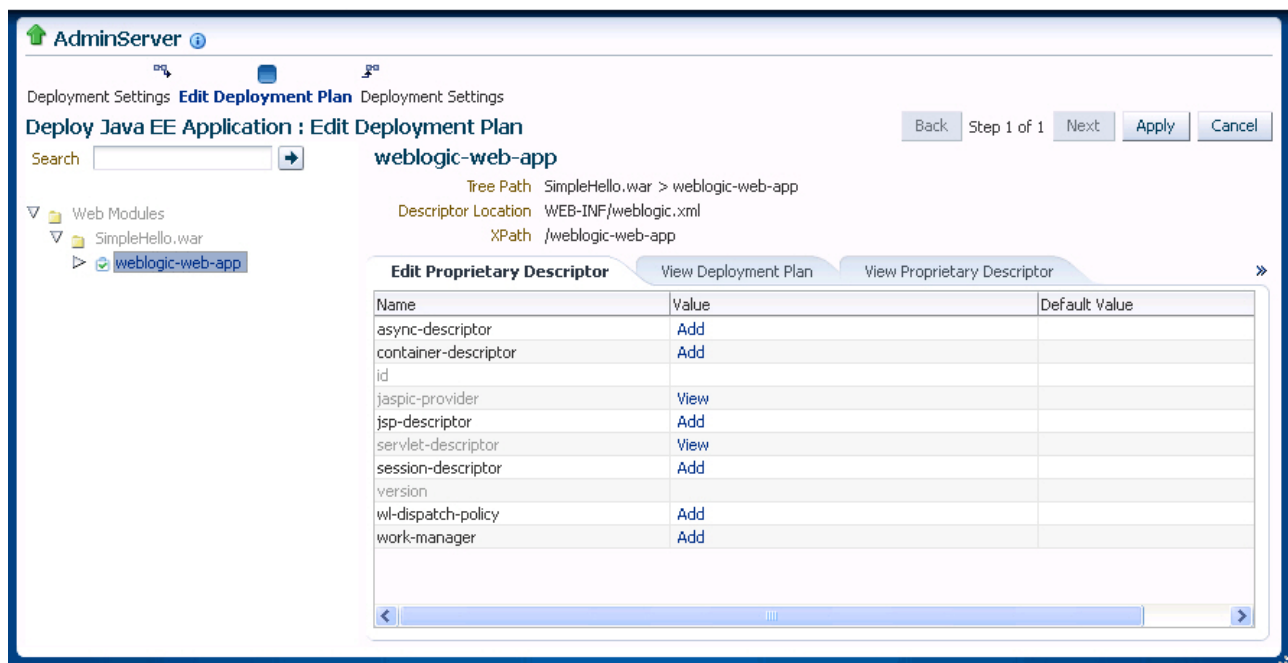 AdminServer
Deployment Settings Edit Deployment Plan Deployment Settings
Deploy Java EE Application : Edit Deployment Plan
Back Step 1 of 1 Next Apply Cancel
Search
Web Modules
SimpleHello.war
weblogic-web-app
weblogic-web-app
Tree Path SimpleHello.war > weblogic-web-app
Descriptor Location WEB-INF/weblogic.xml
XPath /weblogic-web-app
Edit Proprietary Descriptor View Deployment Plan View Proprietary Descriptor »
Name Value Default Value
async-descriptor Add
container-descriptor Add
id
jaspic-provider View
jsp-descriptor Add
servlet-descriptor View
session-descriptor Add
version
wl-dispatch-policy Add
work-manager Add